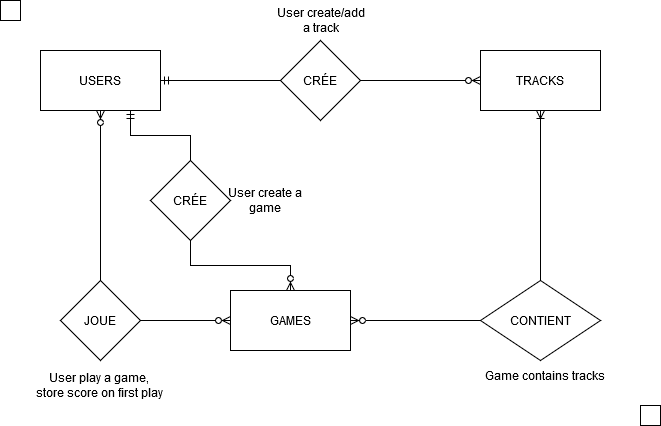 User create/add
a track
USERS
CRÉE
TRACKS
CRÉE
User create a
game
JOUE
GAMES
CONTIENT
User play a game,
store score on first play
Game contains tracks